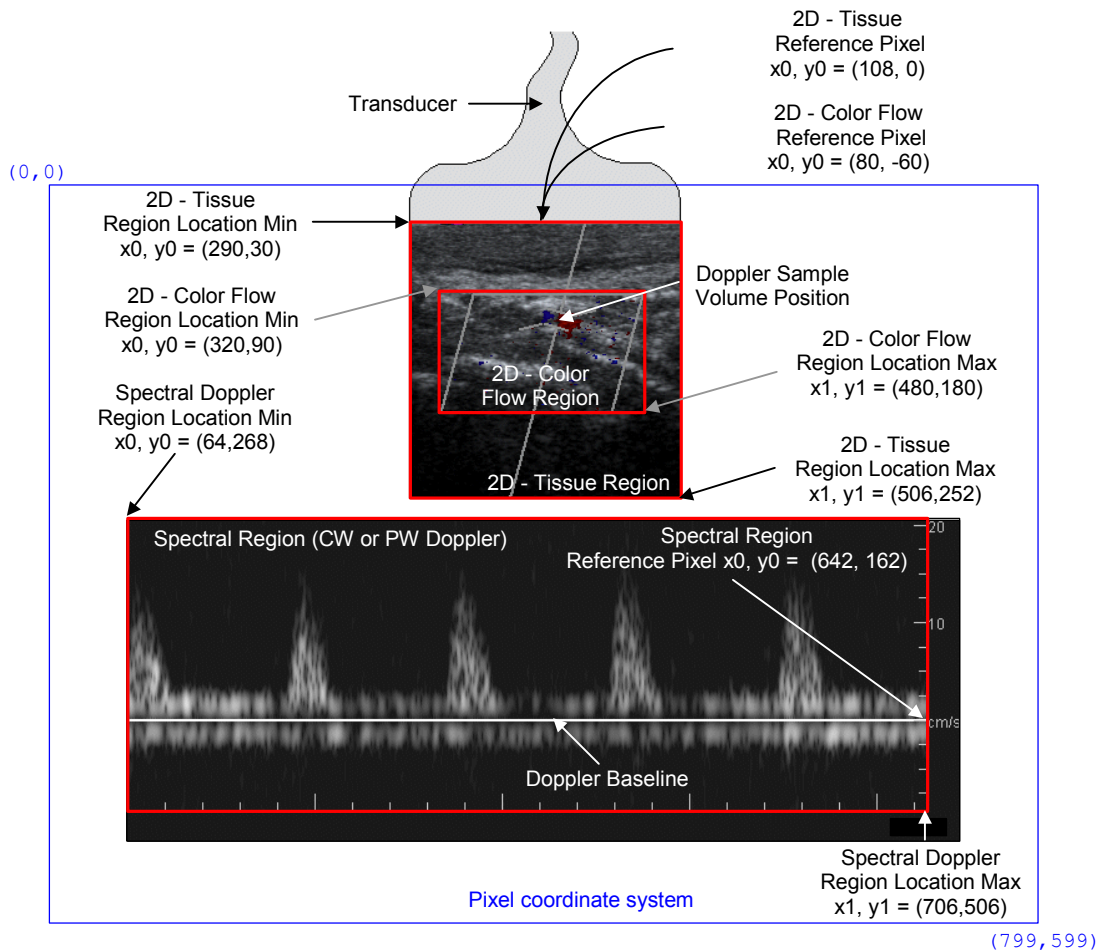 2D - Tissue
Reference Pixel
x0, y0 = (108, 0)
Transducer
2D - Color Flow
Reference Pixel
x0, y0 = (80, -60)
(0,0)
2D - Tissue
Region Location Min
x0, y0 = (290,30)
Doppler Sample
Volume Position
2D - Color Flow
Region Location Min
x0, y0 = (320,90)
2D - Color Flow
Region Location Max
x1, y1 = (480,180)
2D - Color
Flow Region
Spectral Doppler
Region Location Min
x0, y0 = (64,268)
2D - Tissue
Region Location Max
x1, y1 = (506,252)
2D - Tissue Region
20
Spectral Region (CW or PW Doppler)
Spectral Region
Reference Pixel x0, y0 =  (642, 162)
10
cm/s
Doppler Baseline
Spectral Doppler
Region Location Max
x1, y1 = (706,506)
Pixel coordinate system
(799,599)